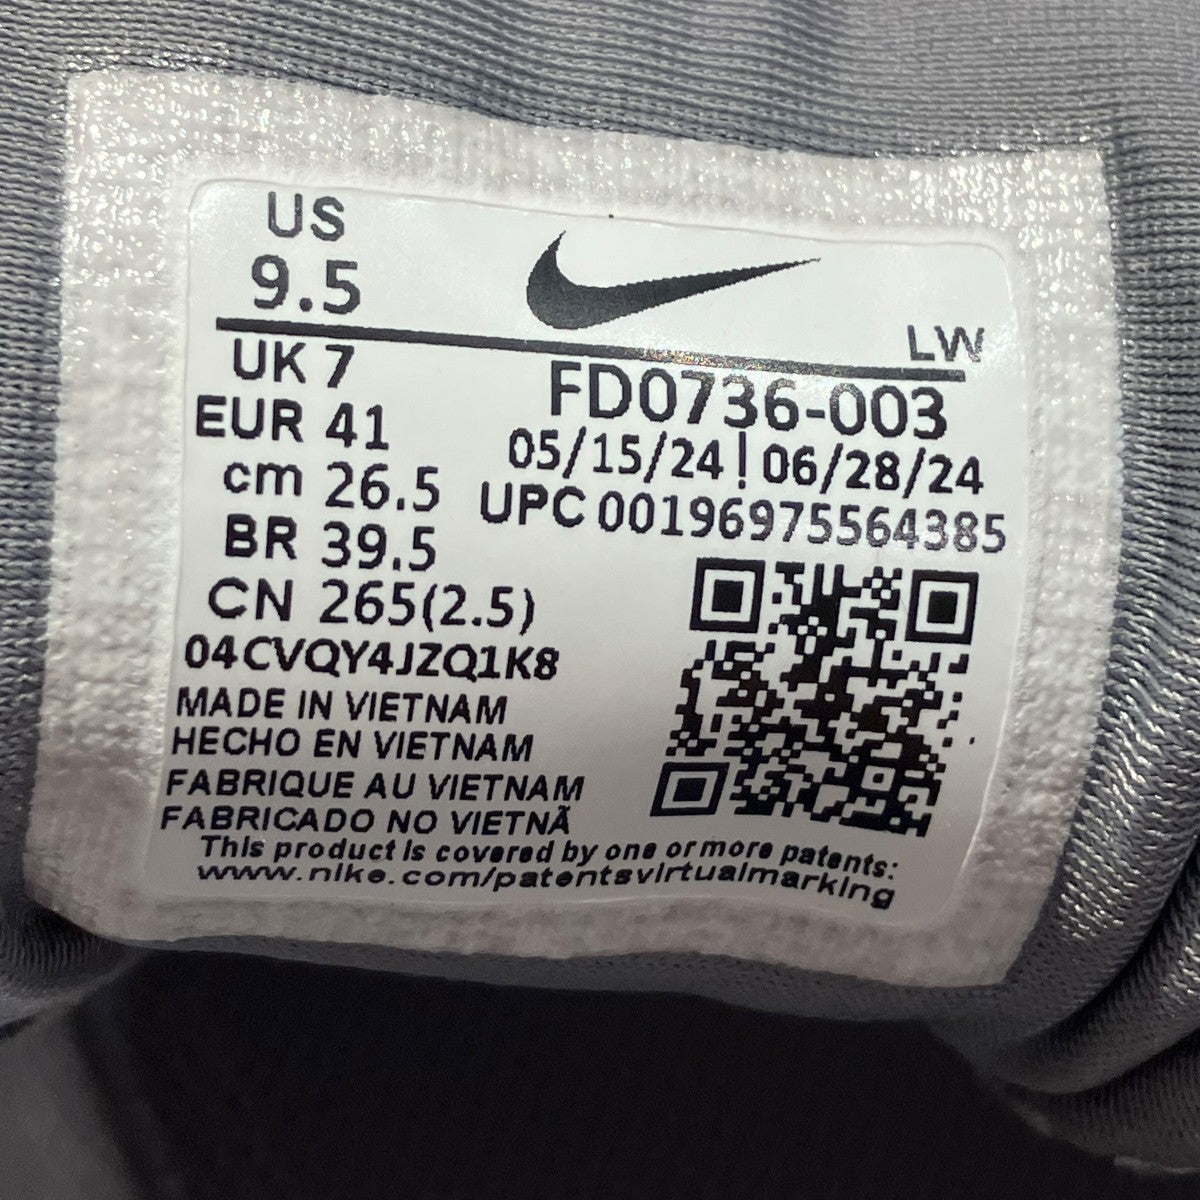 US
9.5
LW
UK 7
EUR 41
cm 26.5
BR 39.5
CN 265(2.5)
FD0736-003
05/15/24 | 06/28/24
UPC 00196975564385
04CVQY4JZQ1K8
MADE IN VIETNAM
HECHO EN VIETNAM
FABRIQUE AU VIETNAM
FABRICADO NO VIETNÃ
This product is covered by one or more patents:
www.nike.com/patentsvirtualmarking